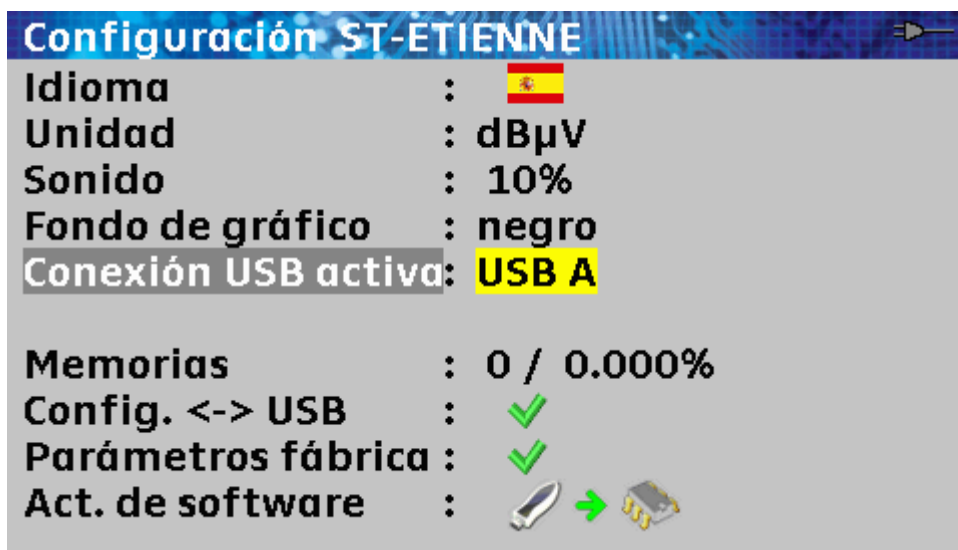 Configuración ST-ETIENNE
Idioma :
Unidad : dBµV
Sonido : 10%
Fondo de gráfico : negro
Conexión USB activa: USB A
Memorias : 0 / 0.000%
Config. <-> USB :
Parámetros fábrica :
Act. de software :